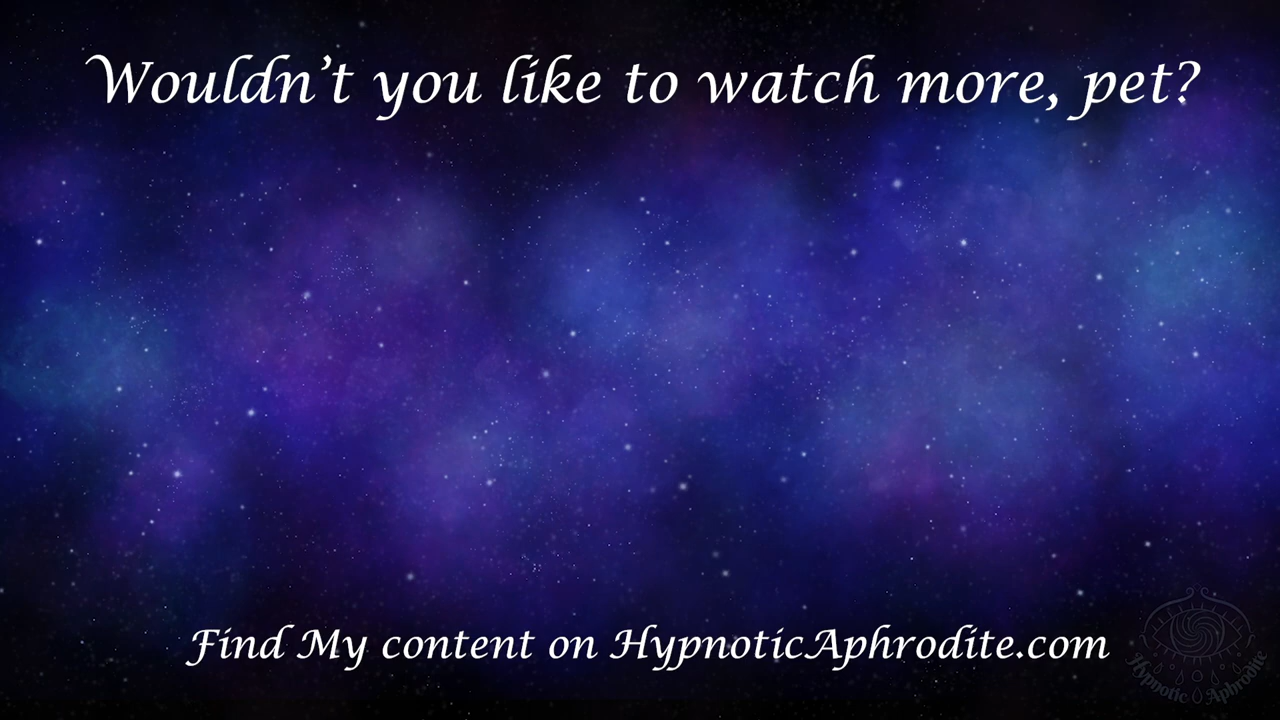 Wouldn't you like to watch more, pet?
Find My content on HypnoticAphrodite.com
Hypnotic Aphrodite